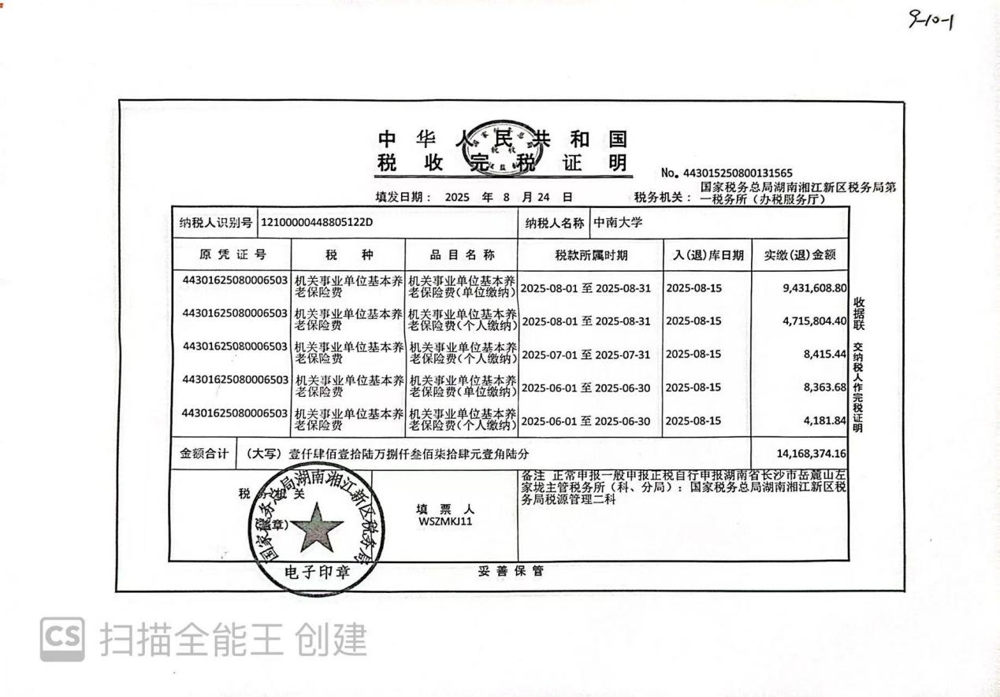 9-10-1
中华人民共和国
税收完税证明
No. 443015250800131565
填发日期： 2025 年 8 月 24 日
税务机关： 国家税务总局湖南湘江新区税务局第
一税务所（办税服务厅）
纳税人识别号 12100000448805122D 纳税人名称 中南大学
原凭证号 税种 品目名称 税款所属时期 入(退)库日期 实缴(退)金额
44301625080006503 机关事业单位基本养 机关事业单位基本养
老保险费 老保险费(单位缴纳) 2025-08-01 至 2025-08-31 2025-08-15 9,431,608.80
44301625080006503 机关事业单位基本养 机关事业单位基本养
老保险费 老保险费(个人缴纳) 2025-08-01 至 2025-08-31 2025-08-15 4,715,804.40
44301625080006503 机关事业单位基本养 机关事业单位基本养
老保险费 老保险费(个人缴纳) 2025-07-01 至 2025-07-31 2025-08-15 8,415.44
44301625080006503 机关事业单位基本养 机关事业单位基本养
老保险费 老保险费(单位缴纳) 2025-06-01 至 2025-06-30 2025-08-15 8,363.68
44301625080006503 机关事业单位基本养 机关事业单位基本养
老保险费 老保险费(个人缴纳) 2025-06-01 至 2025-06-30 2025-08-15 4,181.84
金额合计 （大写）壹仟肆佰壹拾陆万捌仟叁佰柒拾肆元壹角陆分 14,168,374.16
收据联 交纳税人作完税证明
税务机关
（盖章）
国家税务总局湖南湘江新区税务局
电子印章
填票人
WSZMKJ11
备注 正常申报一般申报正税自行申报湖南省长沙市岳麓山左
家垅主管税务所（科、分局）：国家税务总局湖南湘江新区税
务局税源管理二科
妥善保管
CS 扫描全能王 创建